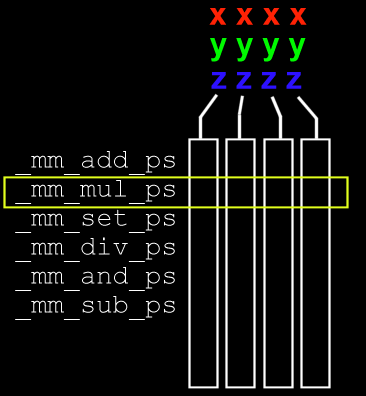 x x x x
y y y y
z z z z
_mm_add_ps
_mm_mul_ps
_mm_set_ps
_mm_div_ps
_mm_and_ps
_mm_sub_ps